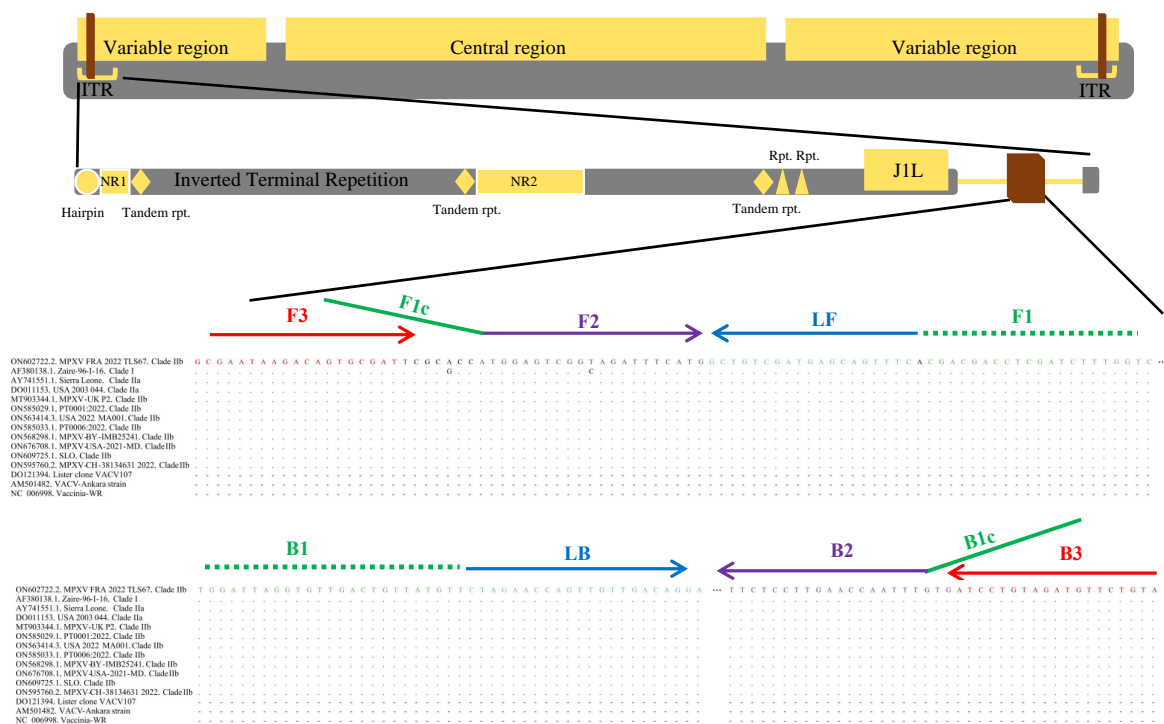 Variable region Central region Variable region
ITR ITR
Rpt. Rpt.
NR1 Inverted Terminal Repetition NR2 J1L
Hairpin Tandem rpt. Tandem rpt. Tandem rpt.
F3 F1c F2 LF F1
ON602722.2. MPXV FRA 2022 TLS67. Clade IIb G C G A A T A A G A C A G T G C G A T T C G C A C C A T G G A G T C G G T A G A T T T C A T G G C T G T C G A T G A G C A G T T T C A C G A C G A C C T C G A T C T T T G G T C ...
AF380138.1. Zaire-96-I-16. Clade I G C
AY741551.1. Sierra Leone. Clade IIa
DO011153. USA 2003 044. Clade IIa
MT903344.1. MPXV-UK P2. Clade IIb
ON585029.1. PT0001:2022. Clade IIb
ON563414.3. USA 2022 MA001. Clade IIb
ON585033.1. PT0006:2022. Clade IIb
ON568298.1. MPXV-BY-IMB25241. Clade IIb
ON676708.1. MPXV-USA-2021-MD. Clade IIb
ON609725.1. SLO. Clade IIb
ON595760.2. MPXV-CH-38134631 2022. Clade IIb
DO121394. Lister clone VACV107
AM501482. VACV-Ankara strain
NC 006998. Vaccinia-WR
B1 LB B2 B1c B3
ON602722.2. MPXV FRA 2022 TLS67. Clade IIb T G G A T T A G G T G T T G A C T G T T A T G T T C T A G A A C C A G T T G T T G A C A G G A ... T T C T C C T T G A A C C A A T T T G T G A T C C T G T A G A T G T T C T G T A
AF380138.1. Zaire-96-I-16. Clade I
AY741551.1. Sierra Leone. Clade IIa
DO011153. USA 2003 044. Clade IIa
MT903344.1. MPXV-UK P2. Clade IIb
ON585029.1. PT0001:2022. Clade IIb
ON563414.3. USA 2022 MA001. Clade IIb
ON585033.1. PT0006:2022. Clade IIb
ON568298.1. MPXV-BY-IMB25241. Clade IIb
ON676708.1. MPXV-USA-2021-MD. Clade IIb
ON609725.1. SLO. Clade IIb
ON595760.2. MPXV-CH-38134631 2022. Clade IIb
DO121394. Lister clone VACV107
AM501482. VACV-Ankara strain
NC 006998. Vaccinia-WR